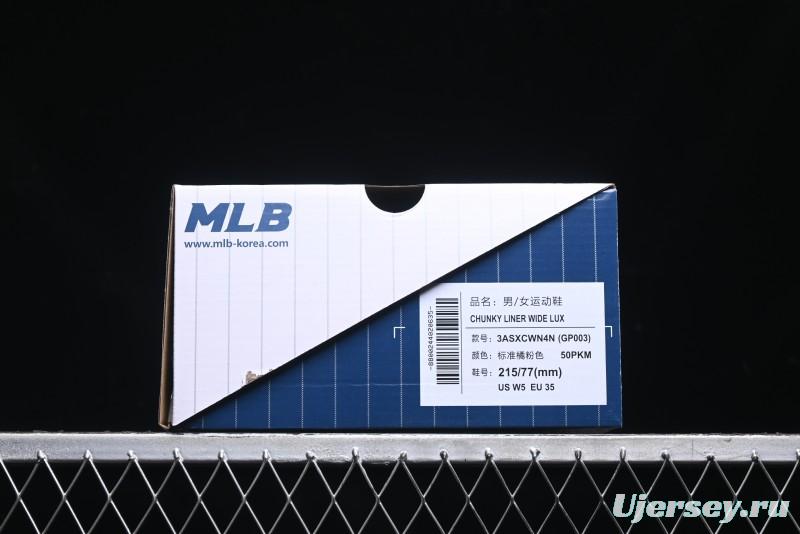 MLB
www.mlb-korea.com
品名: 男/女运动鞋
CHUNKY LINER WIDE LUX
款号: 3ASXCWN4N (GP003)
颜色: 标准橘粉色 50PKM
鞋号: 215/77(mm)
US W5 EU 35
-8800244020635-
Ujersey.ru